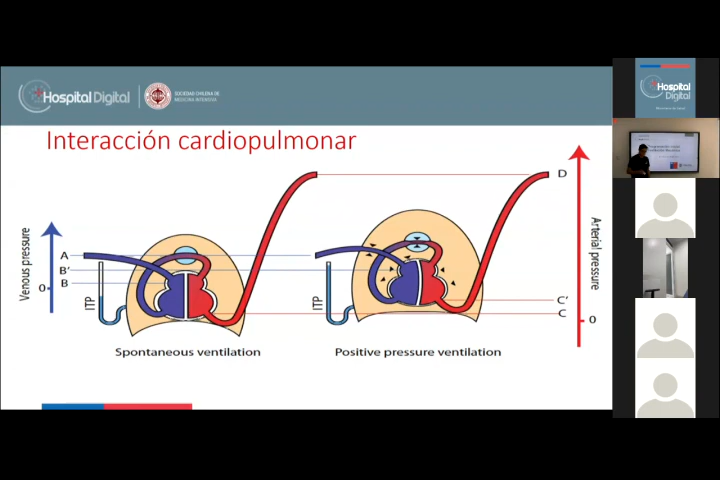 Hospital Digital
SOCIEDAD CHILENA DE
MEDICINA INTENSIVA
Interacción cardiopulmonar
Venous pressure
0
A
B'
B
ITP
Spontaneous ventilation
ITP
Positive pressure ventilation
D
C'
C
Arterial pressure
0
Hospital
Digital